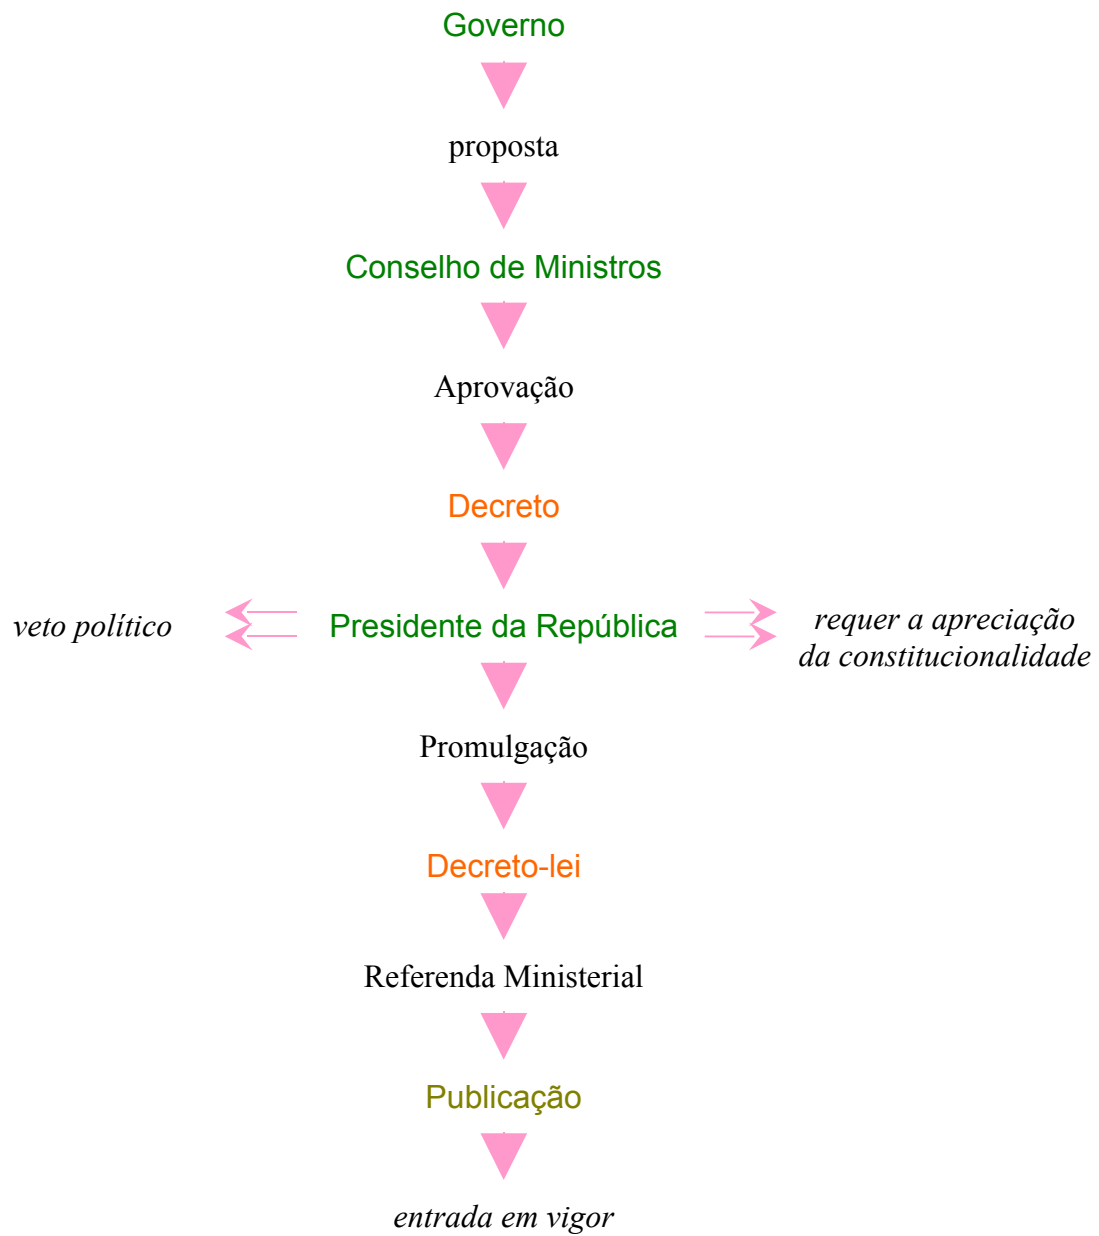 Governo
proposta
Conselho de Ministros
Aprovação
Decreto
veto político
Presidente da República
requer a apreciação
da constitucionalidade
Promulgação
Decreto-lei
Referenda Ministerial
Publicação
entrada em vigor